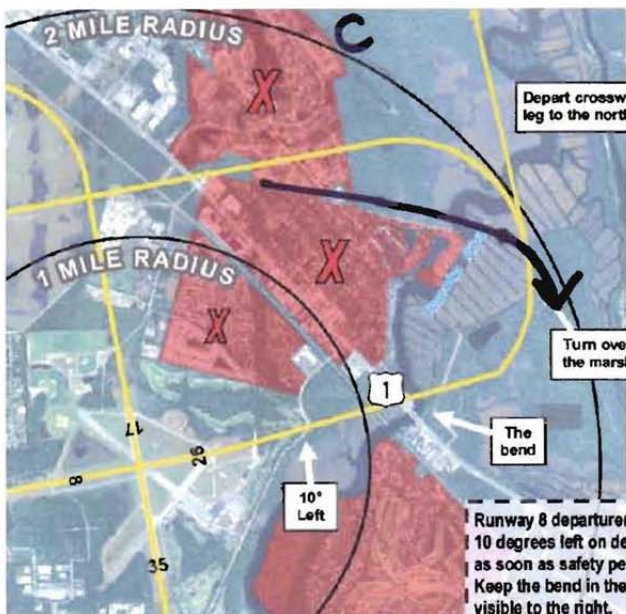 2 MILE RADIUS
C
X
Depart crossw
leg to the north
1 MILE RADIUS
X
X
Turn ove
the mars
1
The
bend
17
26
8
10°
Left
35
Runway 8 departure
10 degrees left on de
as soon as safety pe
Keep the bend in the
visible to the right.